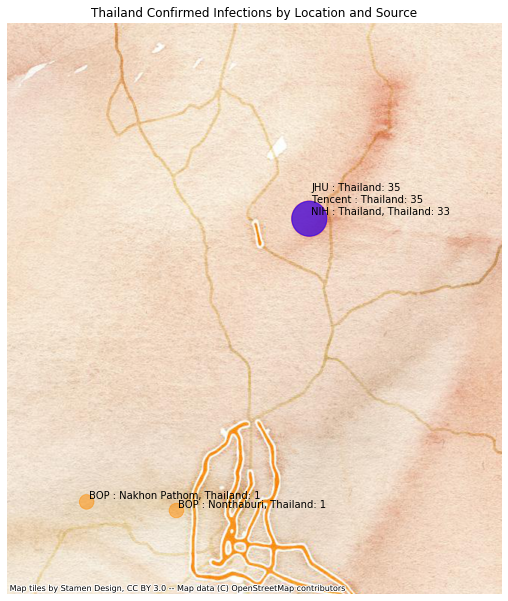 Thailand Confirmed Infections by Location and Source
JHU : Thailand: 35
Tencent : Thailand: 35
NIH : Thailand, Thailand: 33
BOP : Nakhon Pathom, Thailand: 1
BOP : Nonthaburi, Thailand: 1
Map tiles by Stamen Design, CC BY 3.0 -- Map data (C) OpenStreetMap contributors